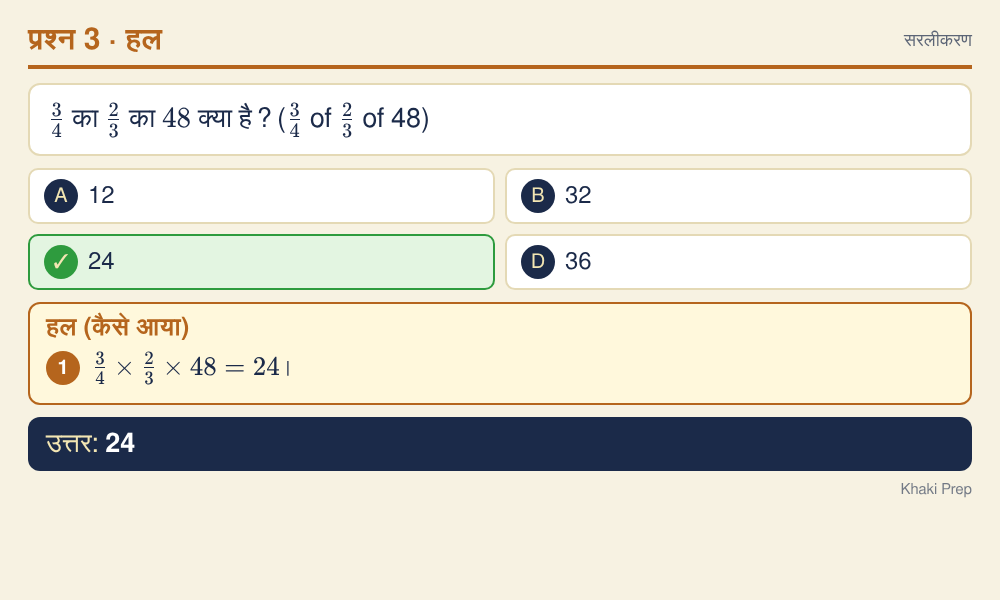 प्रश्न 3 · हल
सरलीकरण
3/4 का 2/3 का 48 क्या है ? (3/4 of 2/3 of 48)
A 12
B 32
✓ 24
D 36
हल (कैसे आया)
1 3/4 × 2/3 × 48 = 24।
उत्तर: 24
Khaki Prep